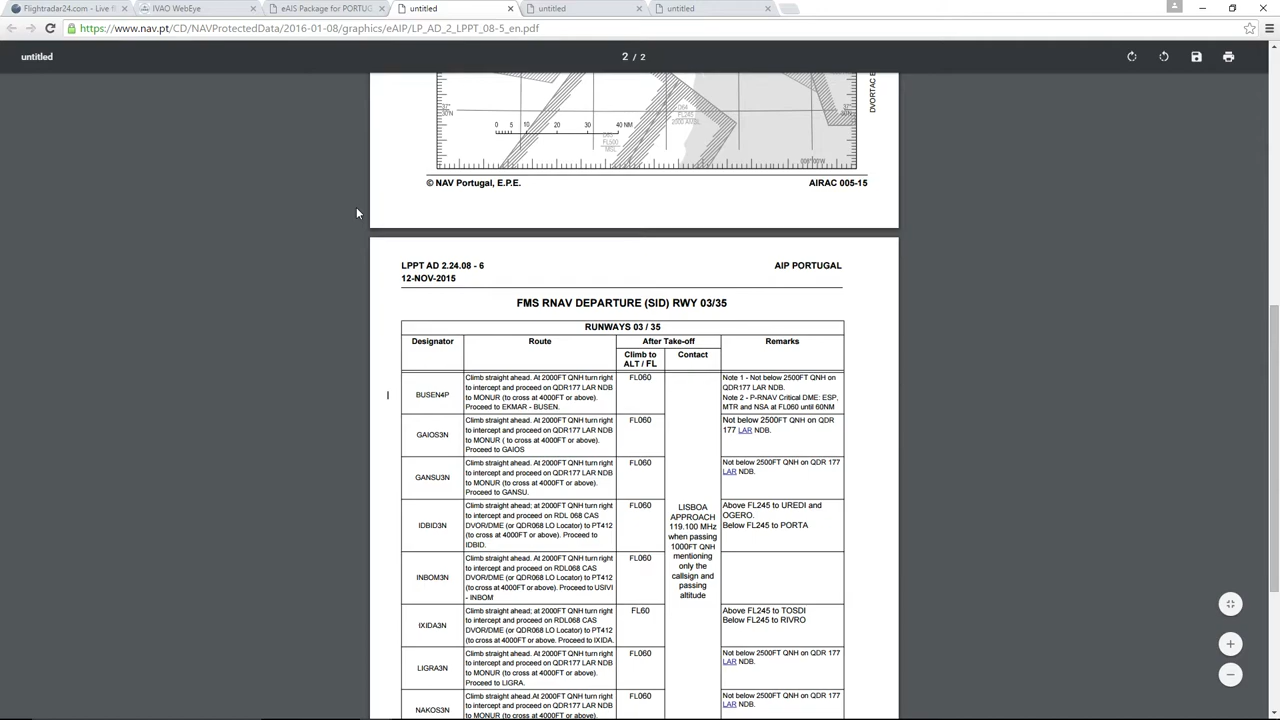 Flightradar24.com - Live f
IVAO WebEye
eAIS Package for PORTUG
untitled
untitled
untitled
https://www.nav.pt/CD/NAVProtectedData/2016-01-08/graphics/eAIP/LP_AD_2_LPPT_08-5_en.pdf
untitled
2 / 2
DVORTAC
37°
30'N
37°
30'N
0 5 10 20 30 40 NM
FL245
008°00'W
© NAV Portugal, E.P.E.
AIRAC 005-15
LPPT AD 2.24.08 - 6
AIP PORTUGAL
12-NOV-2015
FMS RNAV DEPARTURE (SID) RWY 03/35
RUNWAYS 03 / 35
Designator
Route
After Take-off
Climb to
ALT / FL
Contact
Remarks
BUSEN4P
Climb straight ahead. At 2000FT QNH turn right
to intercept and proceed on QDR177 LAR NDB
to MONUR (to cross at 4000FT or above).
Proceed to EKMAR - BUSEN.
FL060
Note 1 - Not below 2500FT QNH on
QDR177 LAR NDB.
Note 2 - P-RNAV Critical DME: ESP,
MTR and NSA at FL060 until 60NM
GAIOS3N
Climb straight ahead. At 2000FT QNH turn right
to intercept and proceed on QDR177 LAR NDB
to MONUR ( to cross at 4000FT or above).
Proceed to GAIOS
FL060
Not below 2500FT QNH on QDR
177 LAR NDB.
GANSU3N
Climb straight ahead. At 2000FT QNH turn right
to intercept and proceed on QDR177 LAR NDB
to MONUR (to cross at 4000FT or above).
Proceed to GANSU.
FL060
Not below 2500FT QNH on QDR 177
LAR NDB.
IDBID3N
Climb straight ahead; at 2000FT QNH turn right
to intercept and proceed on RDL 068 CAS
DVOR/DME (or QDR068 LO Locator) to PT412
(to cross at 4000FT or above). Proceed to
IDBID.
FL060
LISBOA
APPROACH
119.100 MHz
when passing
1000FT QNH
mentioning
only the
callsign and
passing
altitude
Above FL245 to UREDI and
OGERO.
Below FL245 to PORTA
INBOM3N
Climb straight ahead. At 2000FT QNH turn right
to intercept and proceed on RDL068 CAS
DVOR/DME (or QDR068 LO Locator) to PT412
(to cross at 4000FT or above). Proceed to USIVI
- INBOM
FL060
IXIDA3N
Climb straight ahead; at 2000FT QNH turn right
to intercept and proceed on RDL068 CAS
DVOR/DME (or QDR068 LO Locator) to PT412
(to cross at 4000FT or above. Proceed to IXIDA.
FL60
Above FL245 to TOSDI
Below FL245 to RIVRO
LIGRA3N
Climb straight ahead. At 2000FT QNH turn right
to intercept and proceed on QDR177 LAR NDB
to MONUR (to cross at 4000FT or above).
Proceed to LIGRA.
FL060
Not below 2500FT QNH on QDR 177
LAR NDB.
NAKOS3N
Climb straight ahead.At 2000FT QNH turn right
to intercept and proceed on QDR177 LAR NDB
to MONUR (to cross at 4000FT or above).
FL060
Not below 2500FT QNH on QDR 177
LAR NDB.